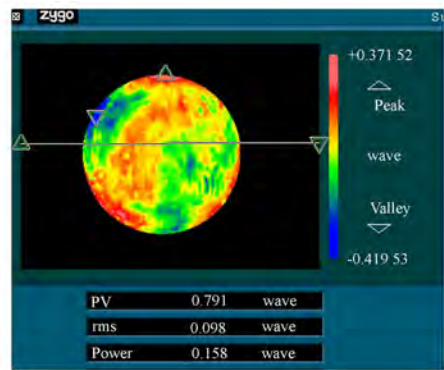 zygo Su
+0.371 52
Peak
wave
Valley
-0.419 53
PV 0.791 wave
rms 0.098 wave
Power 0.158 wave